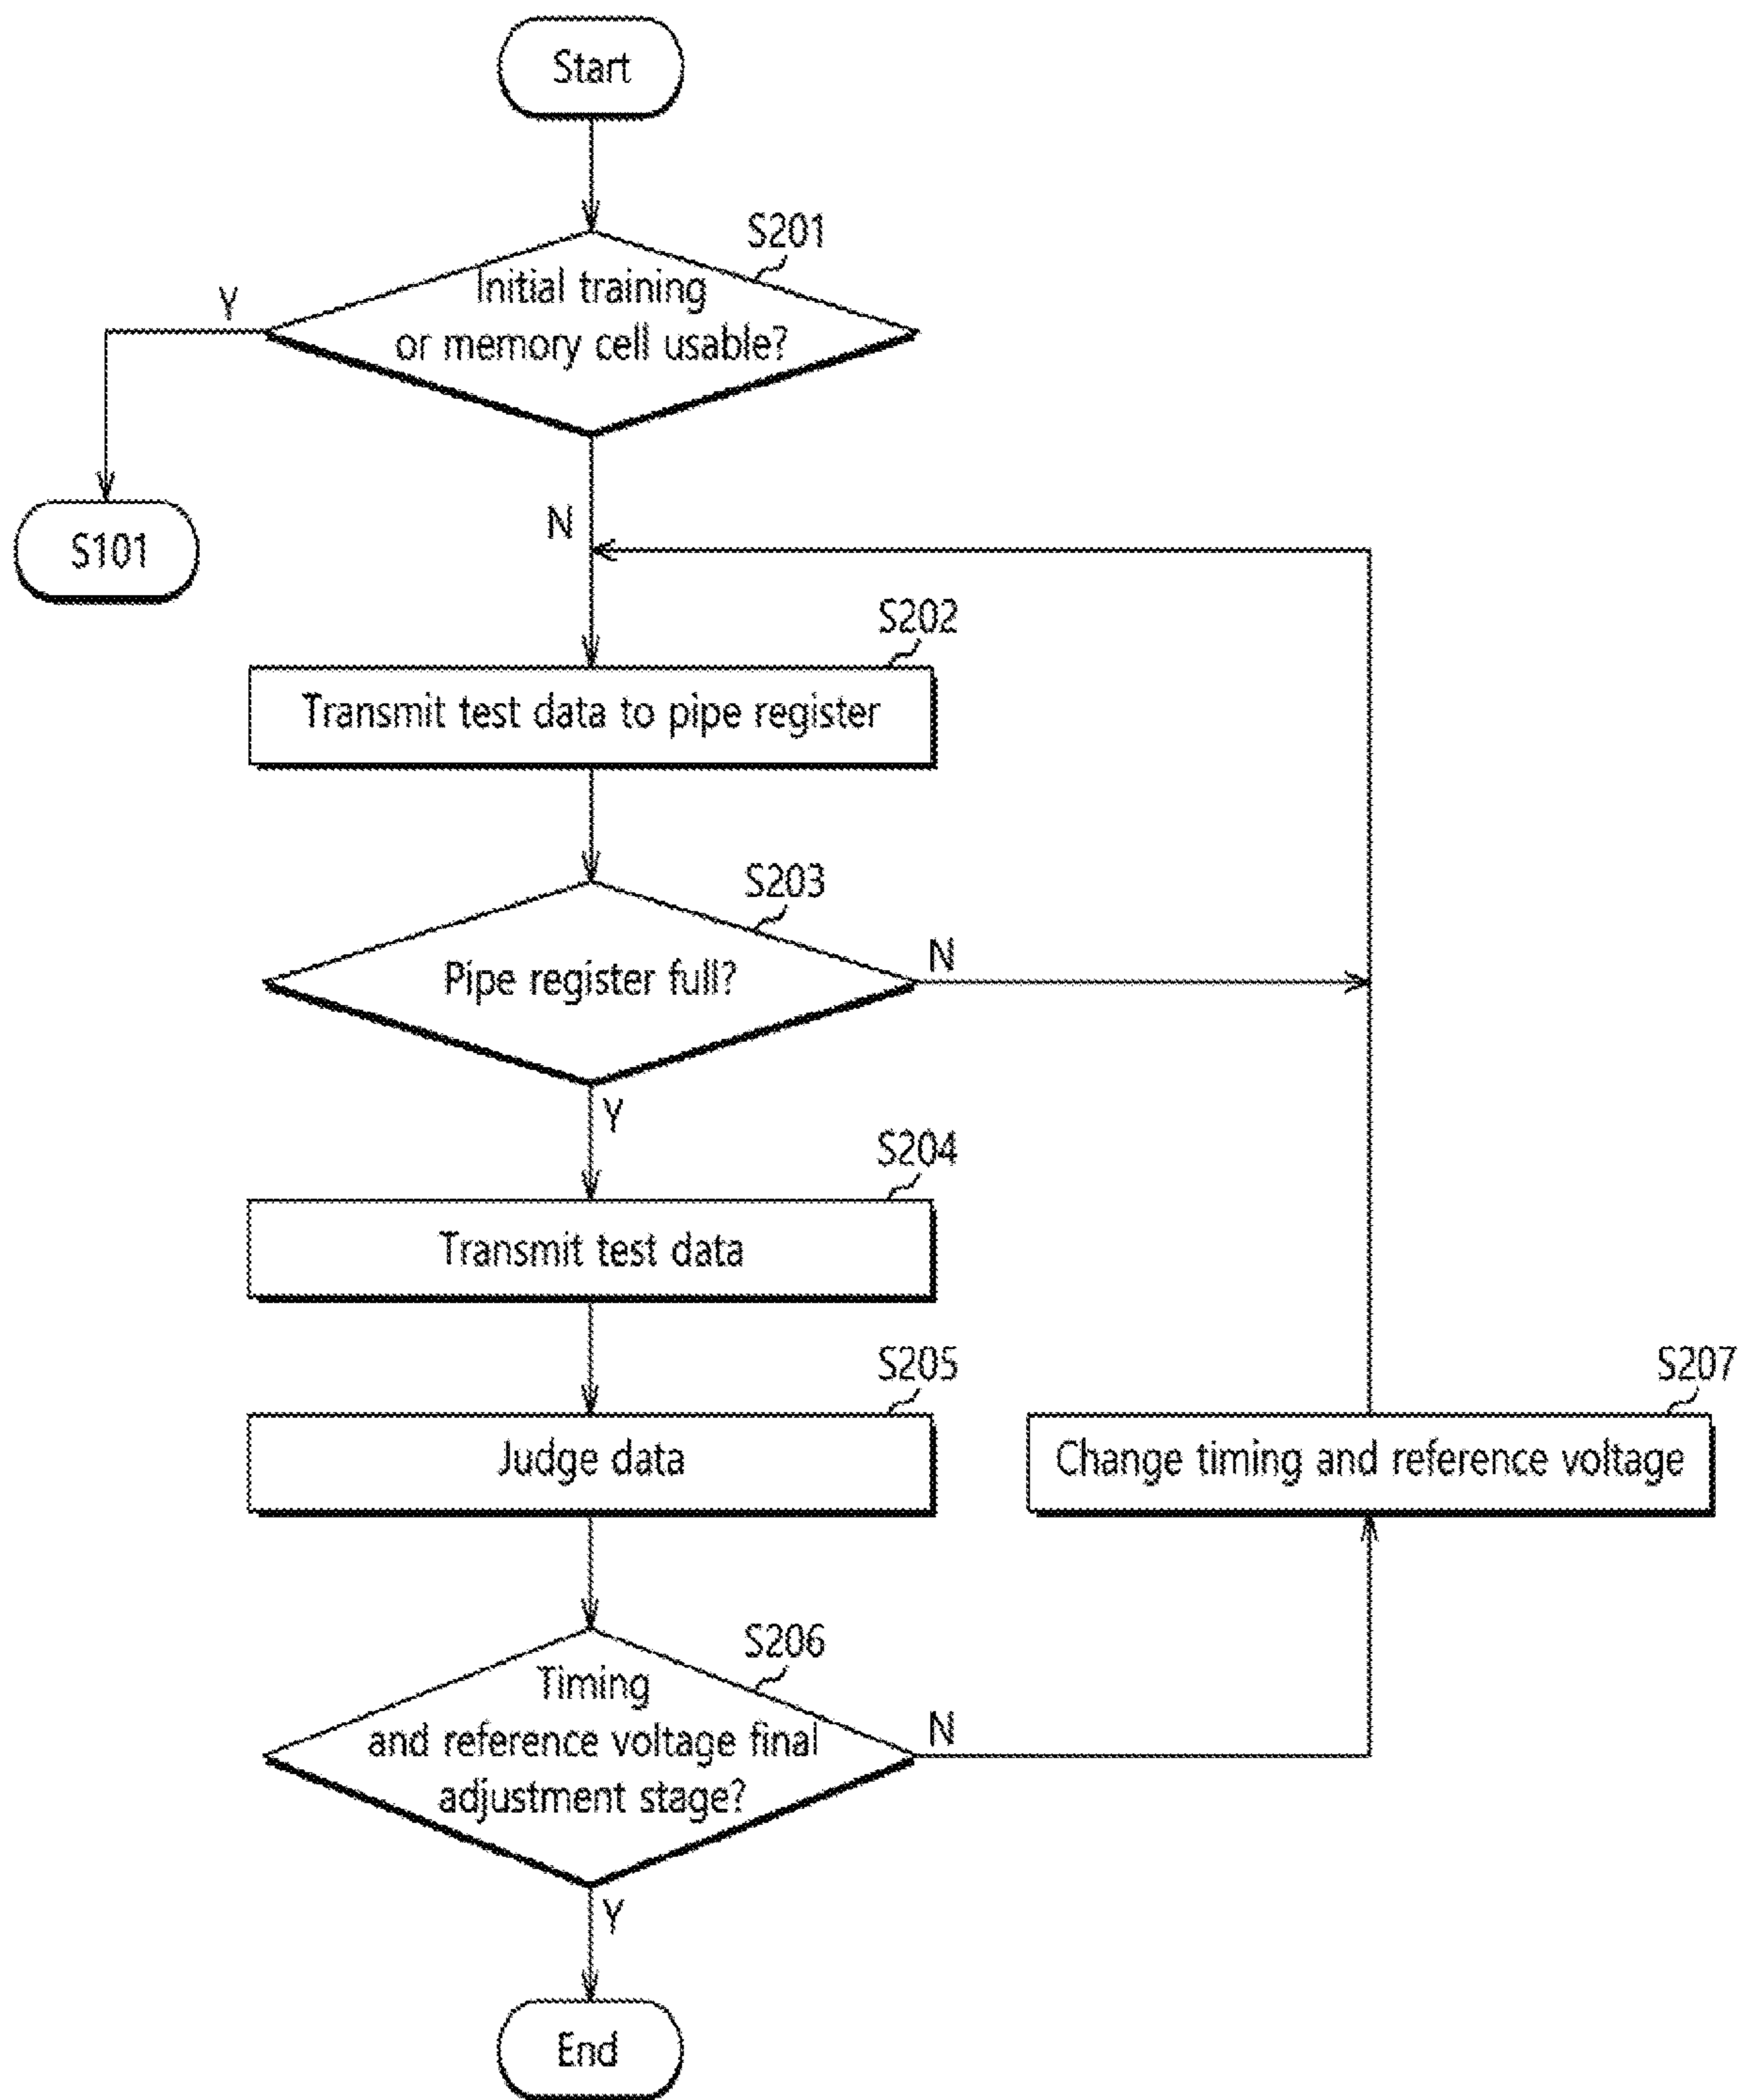 Start
S201
Initial training
or memory cell usable?
Y
N
S101
S202
Transmit test data to pipe register
S203
Pipe register full?
N
Y
S204
Transmit test data
S205
Judge data
S207
Change timing and reference voltage
S206
Timing
and reference voltage final
adjustment stage?
N
Y
End